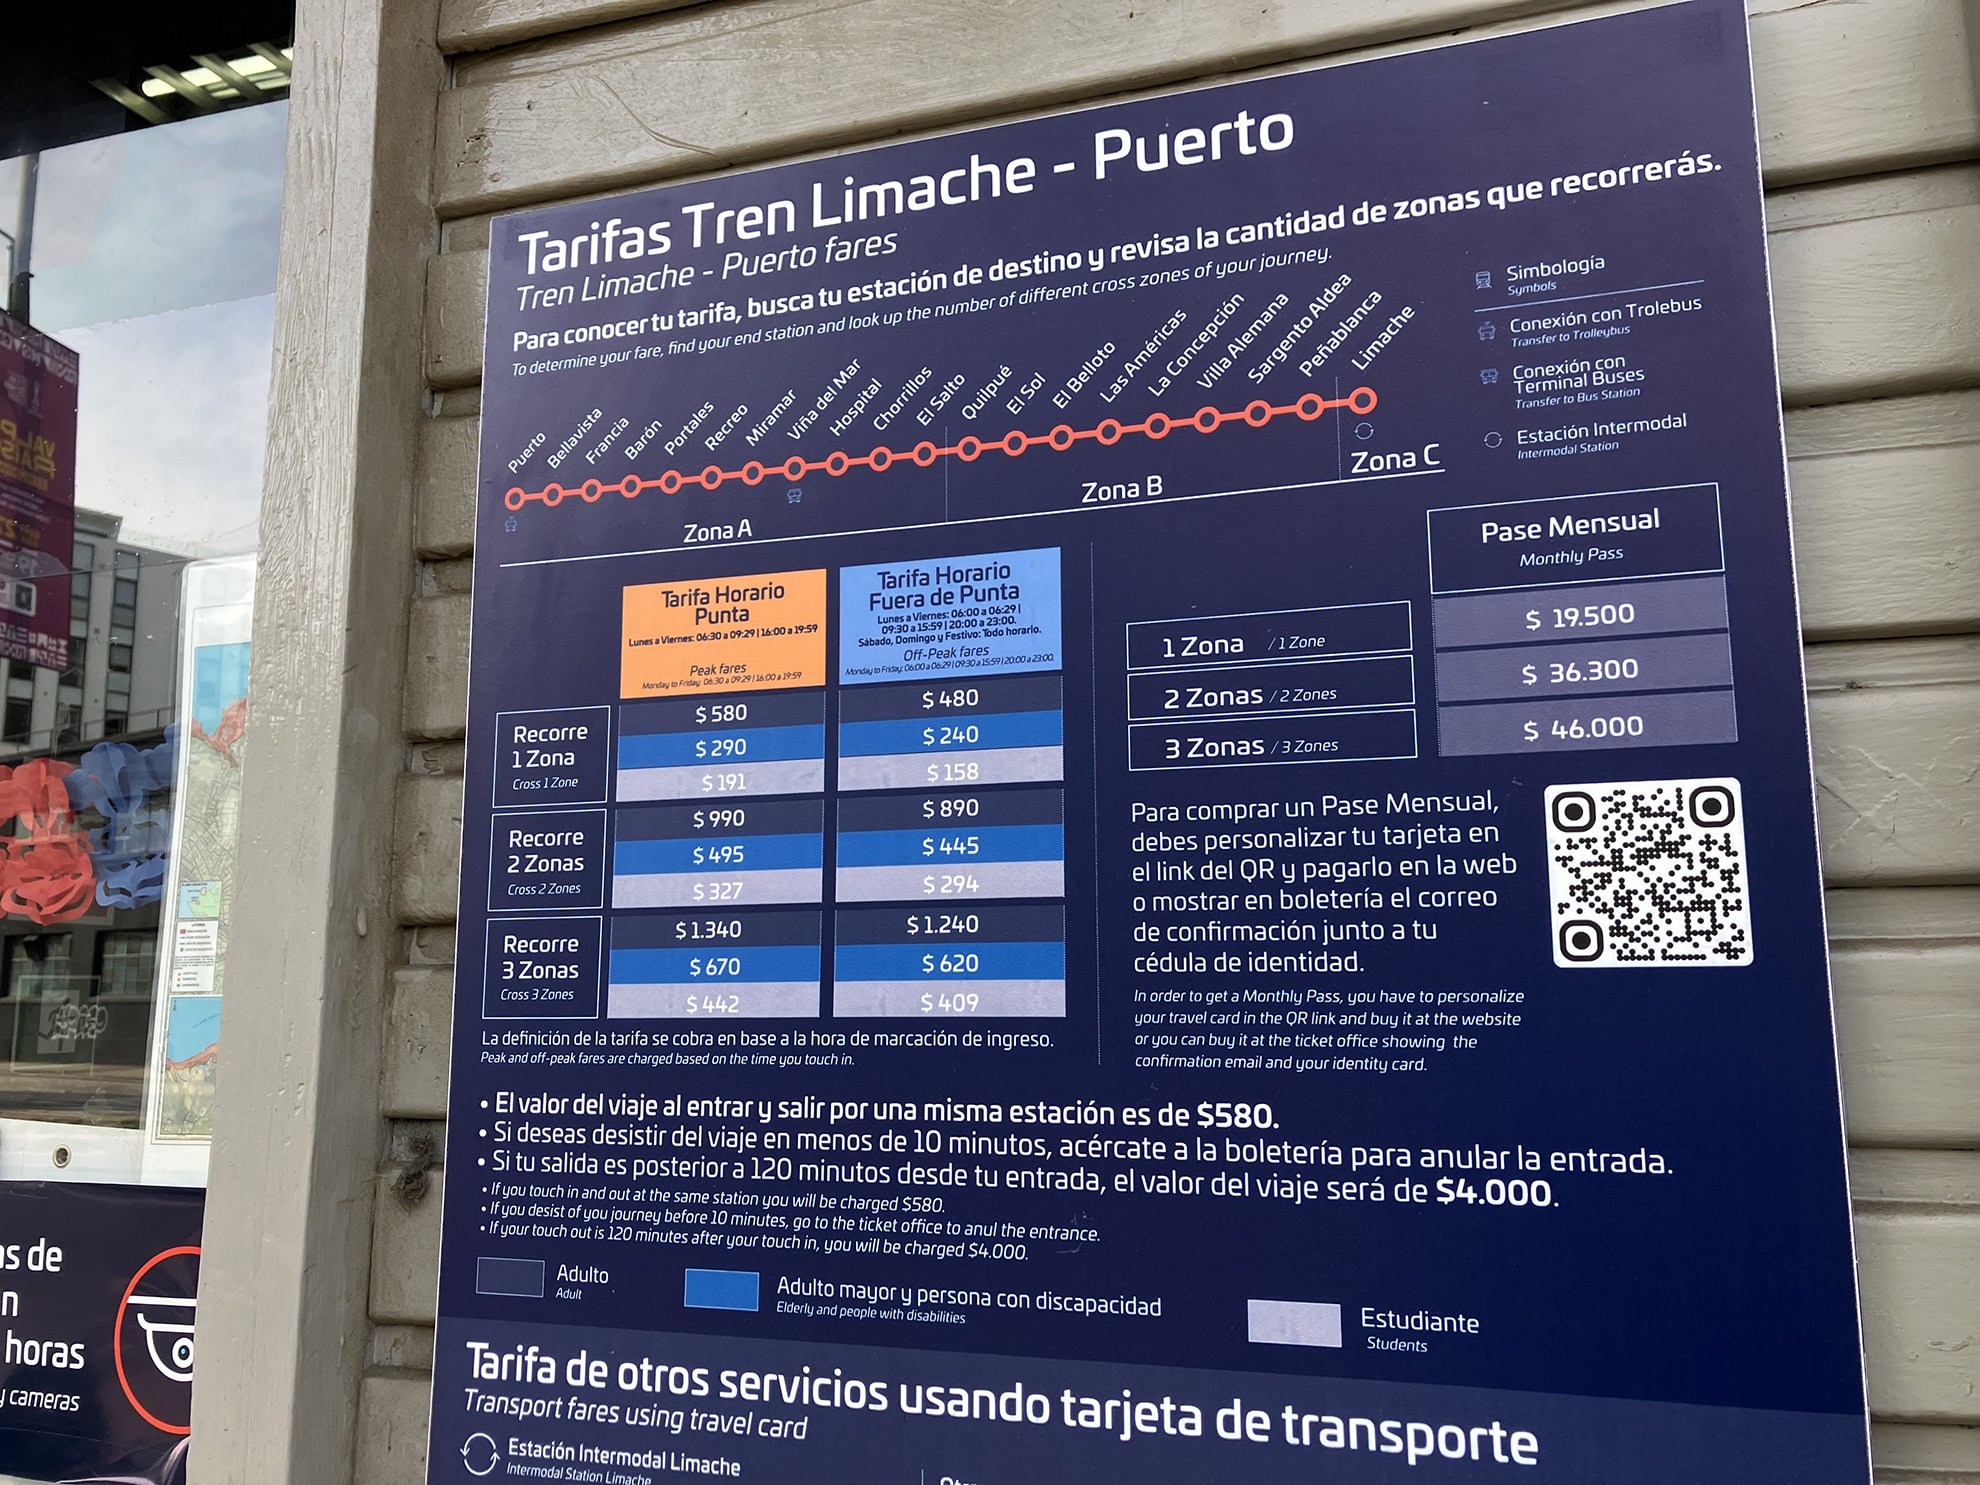 Tarifas Tren Limache - Puerto
Tren Limache - Puerto fares
Para conocer tu tarifa, busca tu estación de destino y revisa la cantidad de zonas que recorrerás.
To determine your fare, find your end station and look up the number of different cross zones of your journey.
Puerto
Bellavista
Francia
Barón
Portales
Recreo
Miramar
Viña del Mar
Hospital
Chorrillos
El Salto
Quilpué
El Sol
El Belloto
Las Américas
La Concepción
Villa Alemana
Sargento Aldea
Peñablanca
Limache
Zona A
Zona B
Zona C
Simbología
Symbols
Conexión con Trolebus
Transfer to Trolleybus
Conexión con
Terminal Buses
Transfer to Bus Station
Estación Intermodal
Intermodal Station
Tarifa Horario
Punta
Lunes a Viernes: 06:30 a 09:29 | 16:00 a 19:59
Peak fares
Monday to Friday: 06:30 a 09:29 | 16:00 a 19:59
Tarifa Horario
Fuera de Punta
Lunes a Viernes: 06:00 a 06:29 |
09:30 a 15:59 | 20:00 a 23:00.
Sábado, Domingo y Festivo: Todo horario.
Off-Peak fares
Monday to Friday: 06:00 a 06:29 | 09:30 a 15:59 | 20:00 a 23:00.
Recorre
1 Zona
Cross 1 Zone
$ 580
$ 480
$ 290
$ 240
$ 191
$ 158
Recorre
2 Zonas
Cross 2 Zones
$ 990
$ 890
$ 495
$ 445
$ 327
$ 294
Recorre
3 Zonas
Cross 3 Zones
$ 1.340
$ 1.240
$ 670
$ 620
$ 442
$ 409
La definición de la tarifa se cobra en base a la hora de marcación de ingreso.
Peak and off-peak fares are charged based on the time you touch in.
Pase Mensual
Monthly Pass
1 Zona / 1 Zone
$ 19.500
2 Zonas / 2 Zones
$ 36.300
3 Zonas / 3 Zones
$ 46.000
Para comprar un Pase Mensual,
debes personalizar tu tarjeta en
el link del QR y pagarlo en la web
o mostrar en boletería el correo
de confirmación junto a tu
cédula de identidad.
In order to get a Monthly Pass, you have to personalize
your travel card in the QR link and buy it at the website
or you can buy it at the ticket office showing the
confirmation email and your identity card.
• El valor del viaje al entrar y salir por una misma estación es de $580.
• Si deseas desistir del viaje en menos de 10 minutos, acércate a la boletería para anular la entrada.
• Si tu salida es posterior a 120 minutos desde tu entrada, el valor del viaje será de $4.000.
• If you touch in and out at the same station you will be charged $580.
• If you desist of you journey before 10 minutes, go to the ticket office to anul the entrance.
• If your touch out is 120 minutes after your touch in, you will be charged $4.000.
Adulto
Adult
Adulto mayor y persona con discapacidad
Elderly and people with disabilities
Estudiante
Students
Tarifa de otros servicios usando tarjeta de transporte
Transport fares using travel card
Estación Intermodal Limache
Intermodal Station Limache
s de
n
horas
y cameras